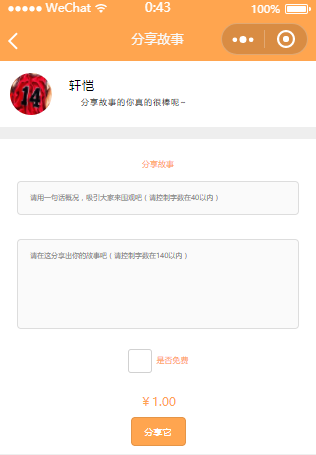 WeChat 0:43 100%
分享故事
14
轩恺
分享故事的你真的很棒呢~
分享故事
请用一句话概况，吸引大家来围观吧（请控制字数在40以内）
请在这分享出你的故事吧（请控制字数在140以内）
是否免费
￥1.00
分享它